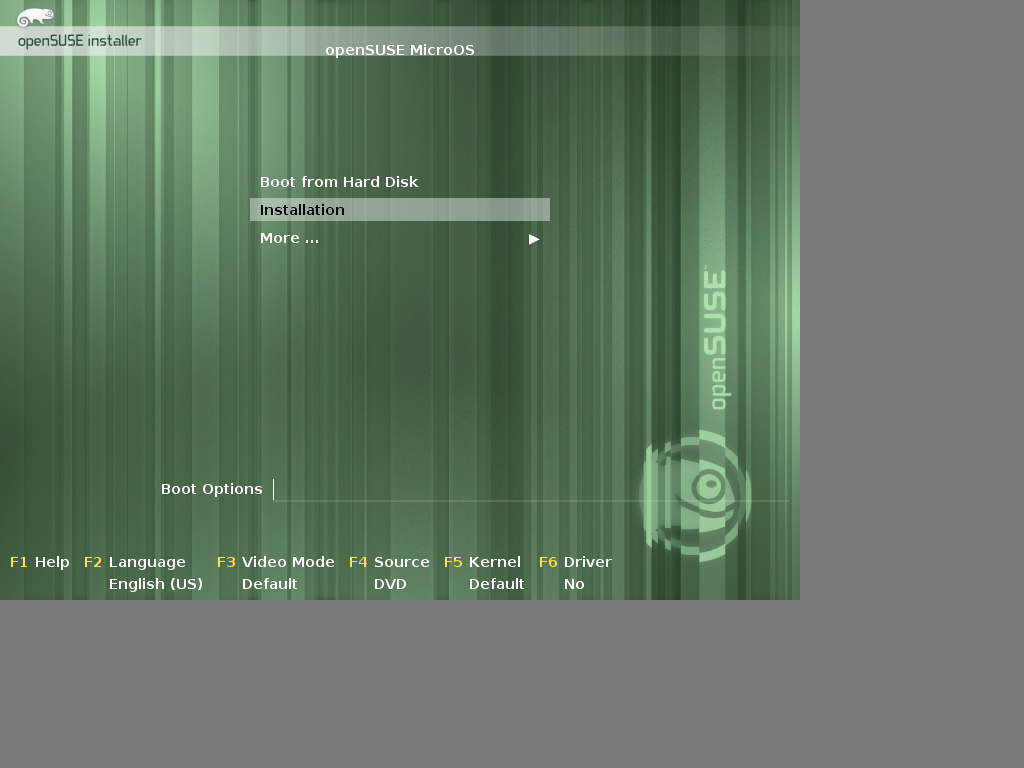 openSUSE installer
openSUSE MicroOS
Boot from Hard Disk
Installation
More ...
openSUSE
Boot Options
F1 Help F2 Language F3 Video Mode F4 Source F5 Kernel F6 Driver
English (US) Default DVD Default No